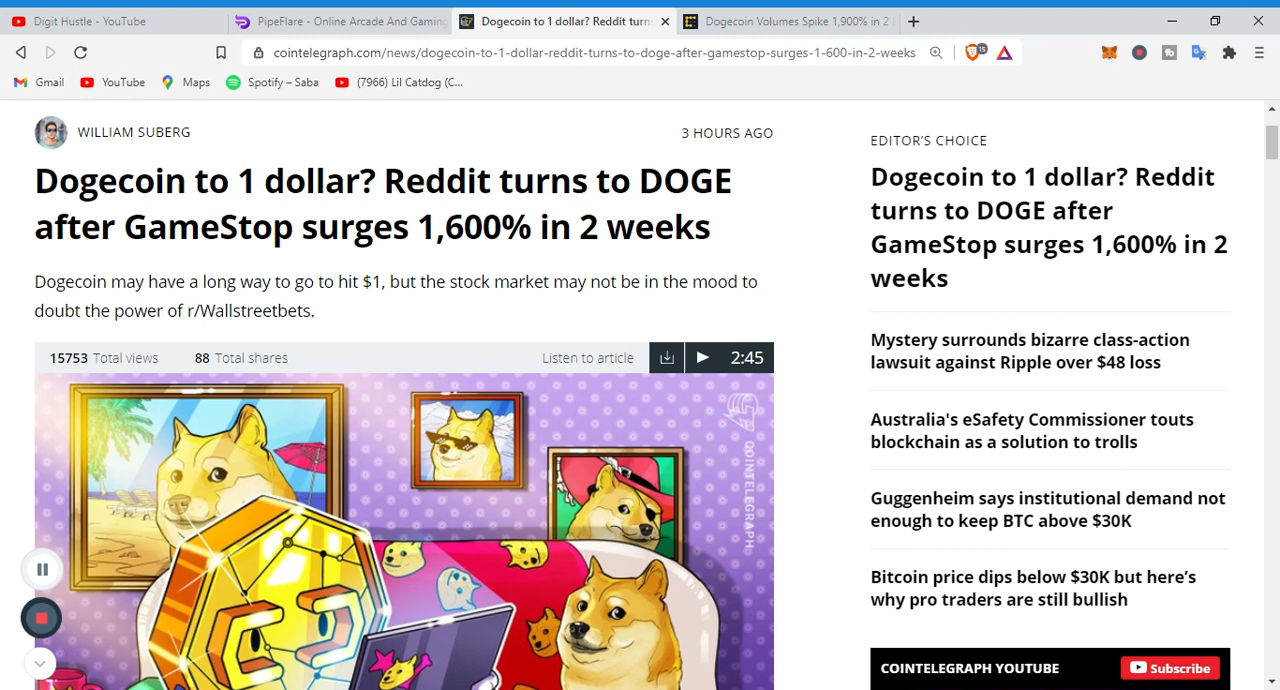 Digit Hustle - YouTube
PipeFlare - Online Arcade And Gaming
Dogecoin to 1 dollar? Reddit turn
Dogecoin Volumes Spike 1,900% in 2
cointelegraph.com/news/dogecoin-to-1-dollar-reddit-turns-to-doge-after-gamestop-surges-1-600-in-2-weeks
15
Gmail
YouTube
Maps
Spotify – Saba
(7966) Lil Catdog (C...
WILLIAM SUBERG
3 HOURS AGO
Dogecoin to 1 dollar? Reddit turns to DOGE
after GameStop surges 1,600% in 2 weeks
Dogecoin may have a long way to go to hit $1, but the stock market may not be in the mood to
doubt the power of r/Wallstreetbets.
15753 Total views
88 Total shares
Listen to article
2:45
COINTELEGRAPH
EDITOR'S CHOICE
Dogecoin to 1 dollar? Reddit
turns to DOGE after
GameStop surges 1,600% in 2
weeks
Mystery surrounds bizarre class-action
lawsuit against Ripple over $48 loss
Australia's eSafety Commissioner touts
blockchain as a solution to trolls
Guggenheim says institutional demand not
enough to keep BTC above $30K
Bitcoin price dips below $30K but here's
why pro traders are still bullish
COINTELEGRAPH YOUTUBE
Subscribe